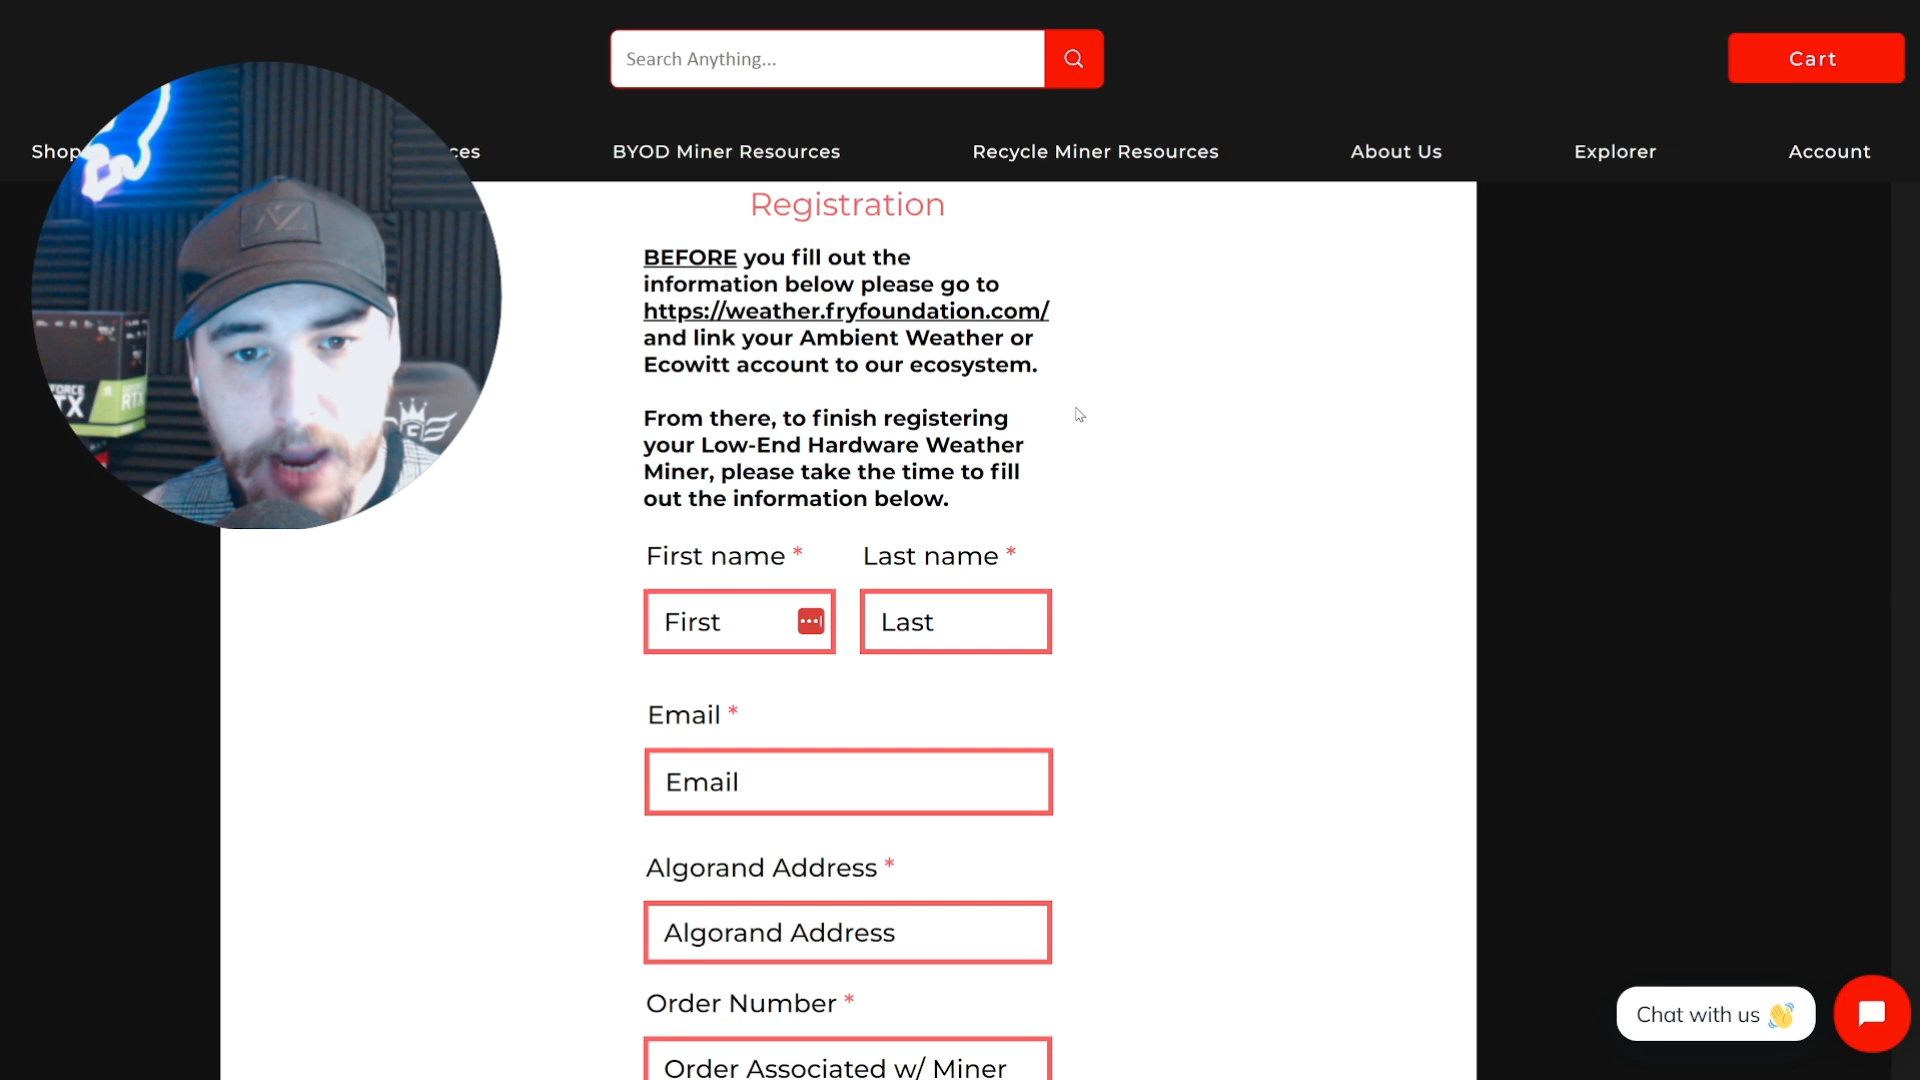 Search Anything...
Cart
Shop
ces
BYOD Miner Resources
Recycle Miner Resources
About Us
Explorer
Account
Registration
BEFORE you fill out the
information below please go to
https://weather.fryfoundation.com/
and link your Ambient Weather or
Ecowitt account to our ecosystem.
From there, to finish registering
your Low-End Hardware Weather
Miner, please take the time to fill
out the information below.
First name *
Last name *
First
Last
Email *
Email
Algorand Address *
Algorand Address
Order Number *
Order Associated w/ Miner
Chat with us 👋
NZ
FORCE
TX
RTX